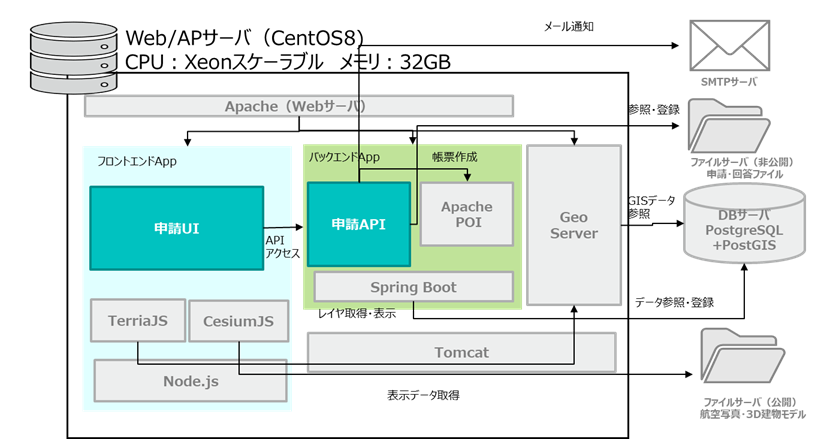 Web/APサーバ（CentOS8)
CPU：Xeonスケーラブル　メモリ：32GB
メール通知
SMTPサーバ
Apache（Webサーバ）
参照・登録
ファイルサーバ（非公開）
申請・回答ファイル
フロントエンドApp
バックエンドApp
帳票作成
申請UI
API
アクセス
申請API
Apache
POI
Geo
Server
GISデータ
参照
DBサーバ
PostgreSQL
+PostGIS
Spring Boot
レイヤ取得・表示
データ参照・登録
TerriaJS
CesiumJS
Tomcat
Node.js
表示データ取得
ファイルサーバ（公開）
航空写真・3D建物モデル